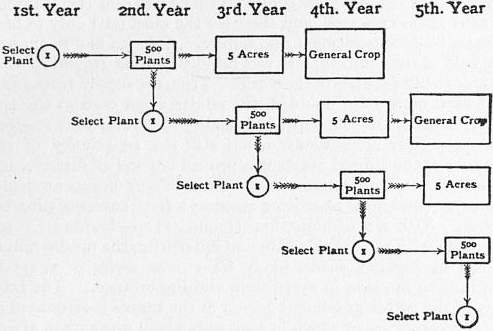 1st. Year 2nd. Year 3rd. Year 4th. Year 5th. Year
Select
Plant
1
500
Plants
5 Acres
General Crop
Select Plant
1
500
Plants
5 Acres
General Crop
Select Plant
1
500
Plants
5 Acres
Select Plant
1
500
Plants
Select Plant
1